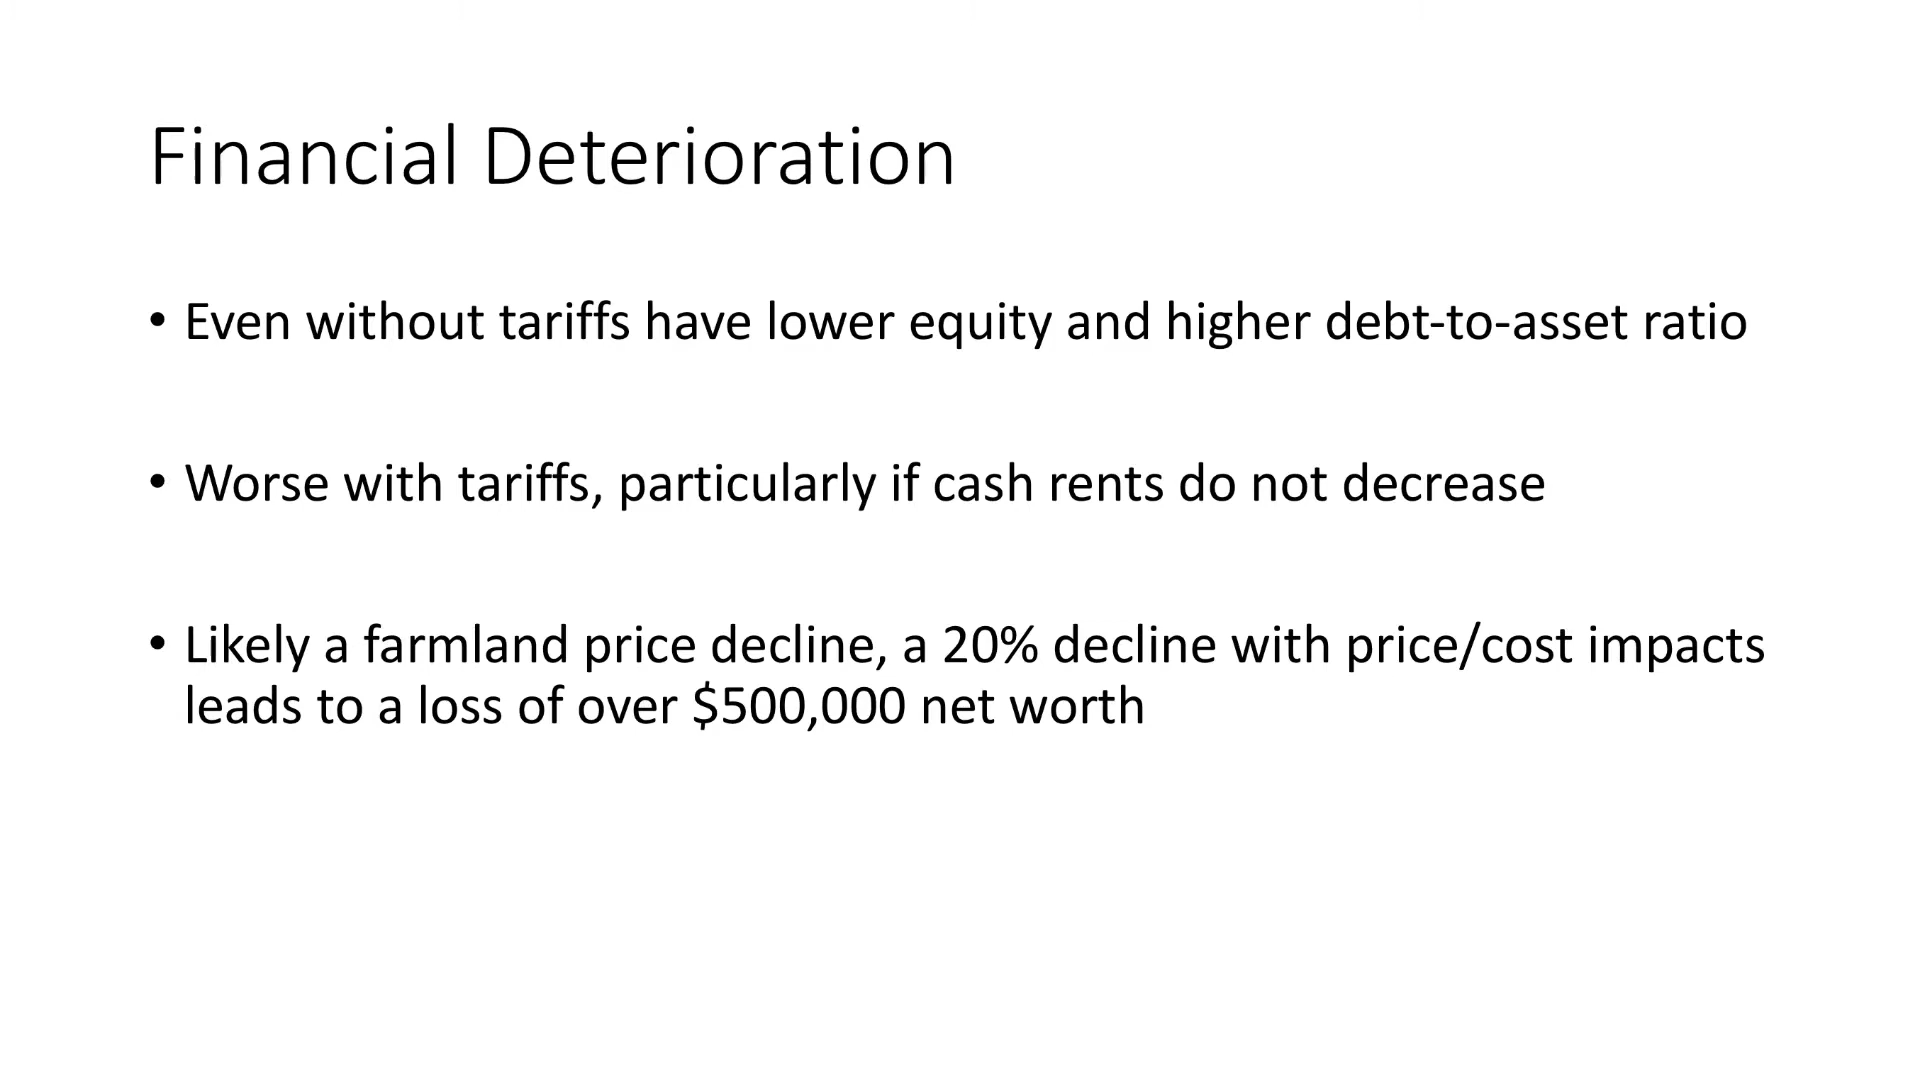 Financial Deterioration
• Even without tariffs have lower equity and higher debt-to-asset ratio
• Worse with tariffs, particularly if cash rents do not decrease
• Likely a farmland price decline, a 20% decline with price/cost impacts
leads to a loss of over $500,000 net worth